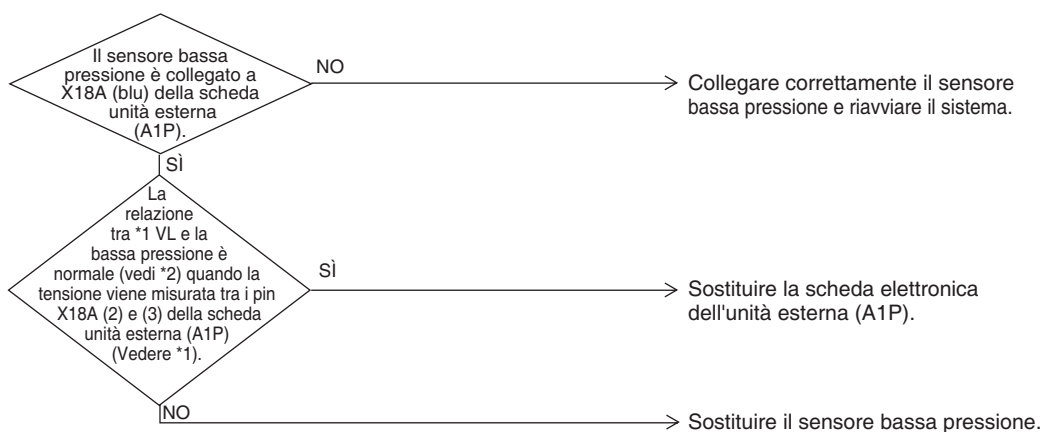 Il sensore bassa
pressione è collegato a
X18A (blu) della scheda
unità esterna
(A1P).
NO
Collegare correttamente il sensore
bassa pressione e riavviare il sistema.
SÌ
La
relazione
tra *1 VL e la
bassa pressione è
normale (vedi *2) quando la
tensione viene misurata tra i pin
X18A (2) e (3) della scheda
unità esterna (A1P)
(Vedere *1).
SÌ
Sostituire la scheda elettronica
dell'unità esterna (A1P).
NO
Sostituire il sensore bassa pressione.